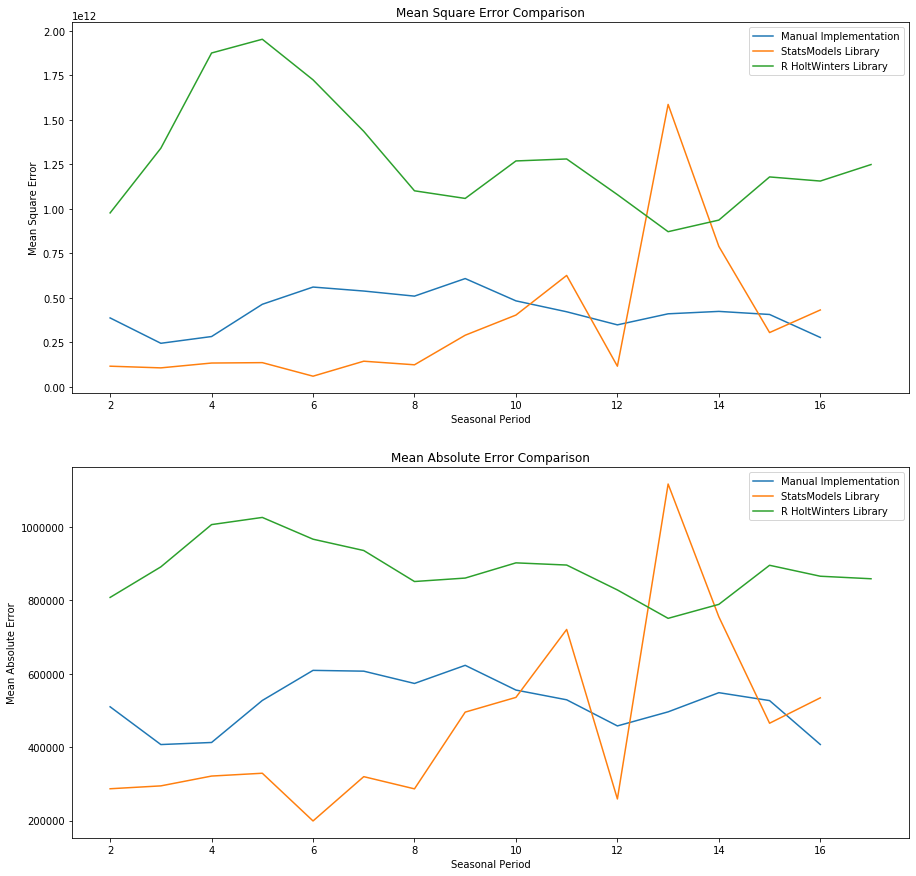 Mean Square Error Comparison
1e12
Manual Implementation
StatsModels Library
R HoltWinters Library
2.00
1.75
1.50
1.25
1.00
0.75
0.50
0.25
0.00
Mean Square Error
2 4 6 8 10 12 14 16
Seasonal Period
Mean Absolute Error Comparison
Manual Implementation
StatsModels Library
R HoltWinters Library
1000000
800000
600000
400000
200000
Mean Absolute Error
2 4 6 8 10 12 14 16
Seasonal Period